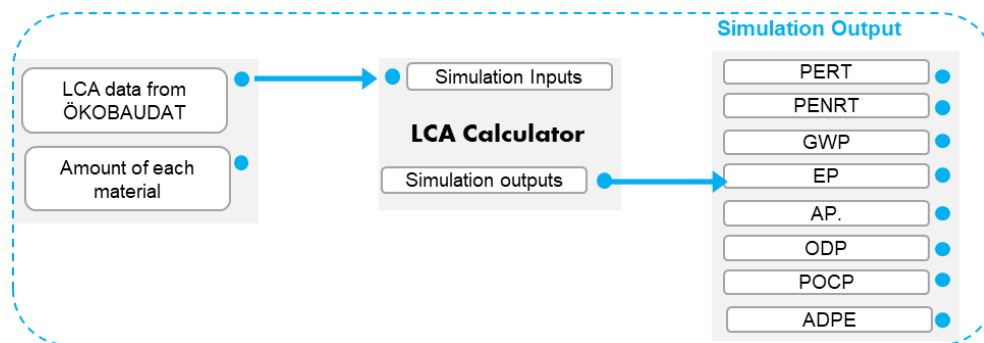 Simulation Output
LCA data from
ÖKOBAUDAT
Amount of each
material
Simulation Inputs
LCA Calculator
Simulation outputs
PERT
PENRT
GWP
EP
AP.
ODP
POCP
ADPE